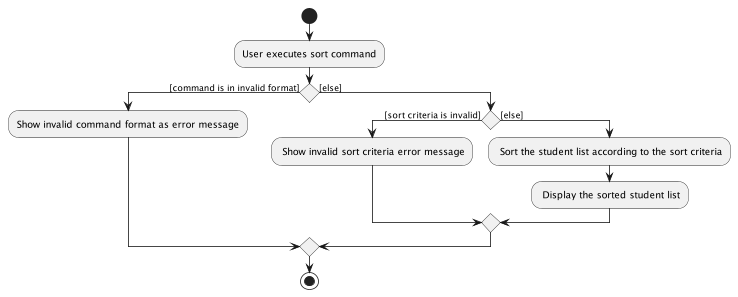 User executes sort command
[command is in invalid format]
[else]
Show invalid command format as error message
[sort criteria is invalid]
[else]
Show invalid sort criteria error message
Sort the student list according to the sort criteria
Display the sorted student list